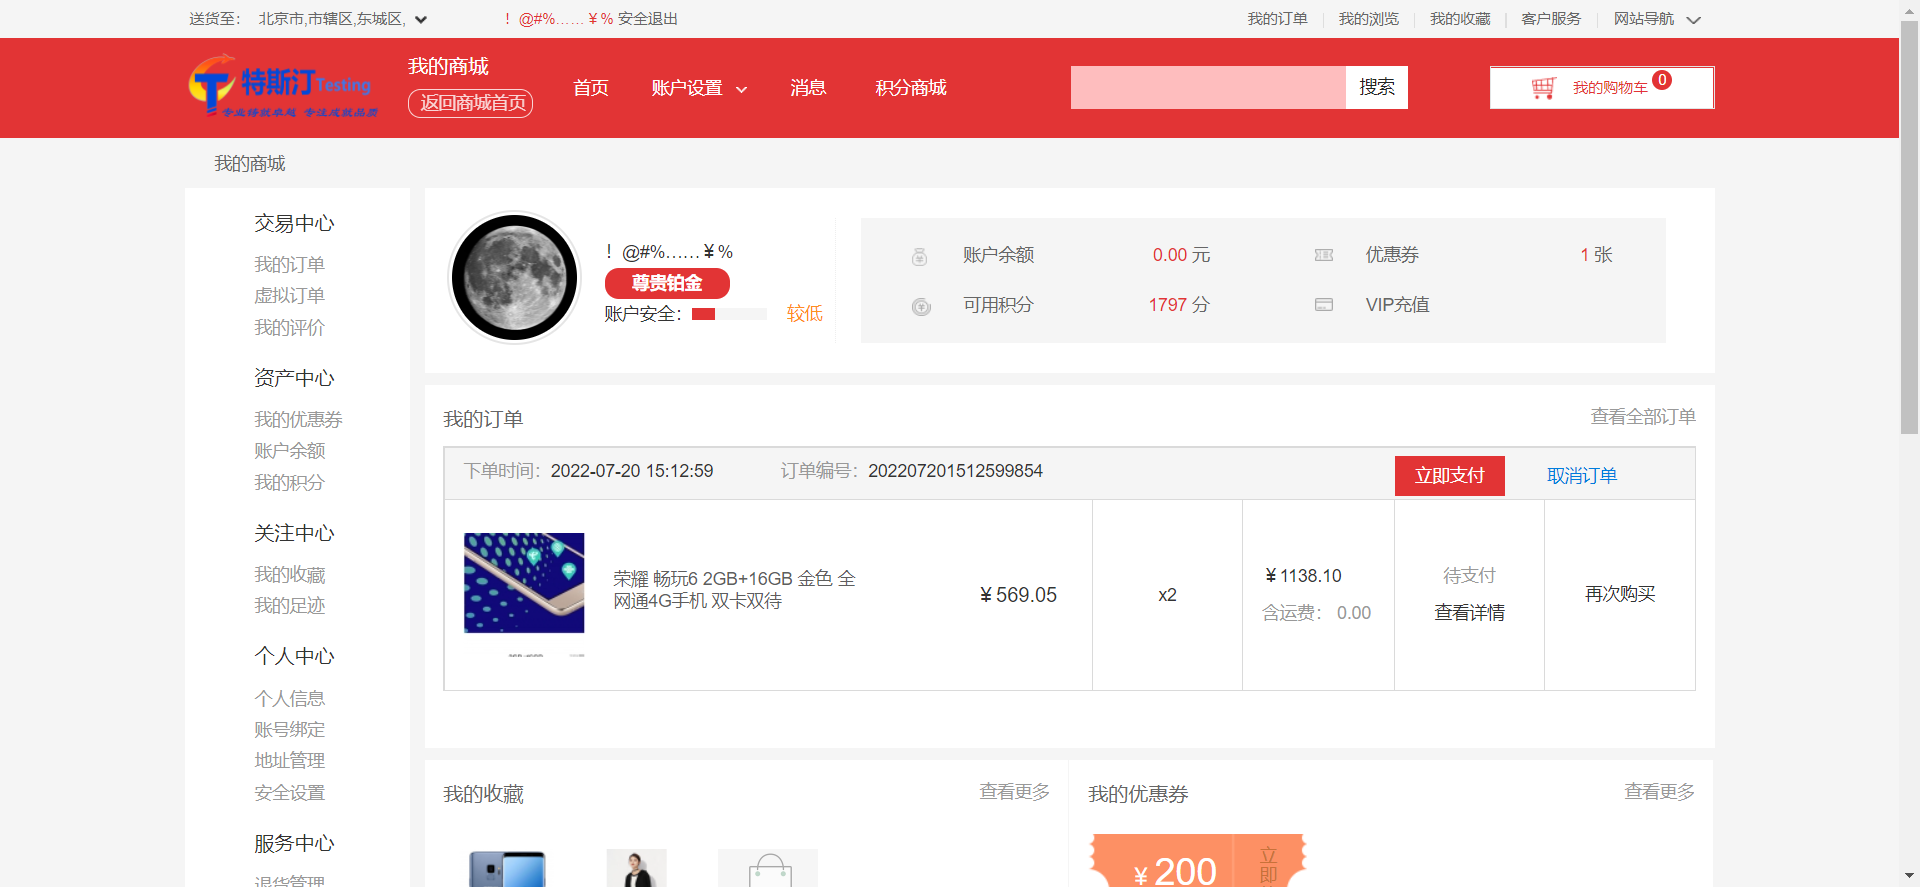 送货至： 北京市,市辖区,东城区,
！@#%……￥% 安全退出
我的订单 我的浏览 我的收藏 客户服务 网站导航
特斯汀Testing
专业铸就卓越 专注成就品质
我的商城
返回商城首页
首页 账户设置 消息 积分商城
搜索
我的购物车 0
我的商城
交易中心
我的订单
虚拟订单
我的评价
资产中心
我的优惠券
账户余额
我的积分
关注中心
我的收藏
我的足迹
个人中心
个人信息
账号绑定
地址管理
安全设置
服务中心
退货管理
！@#%……￥%
尊贵铂金
账户安全： 较低
账户余额 0.00 元 优惠券 1 张
可用积分 1797 分 VIP充值
我的订单 查看全部订单
下单时间：2022-07-20 15:12:59 订单编号：202207201512599854 立即支付 取消订单
荣耀 畅玩6 2GB+16GB 金色 全
网通4G手机 双卡双待
￥569.05
x2
￥1138.10
含运费： 0.00
待支付
查看详情
再次购买
我的收藏 查看更多
我的优惠券 查看更多
￥200
立
即